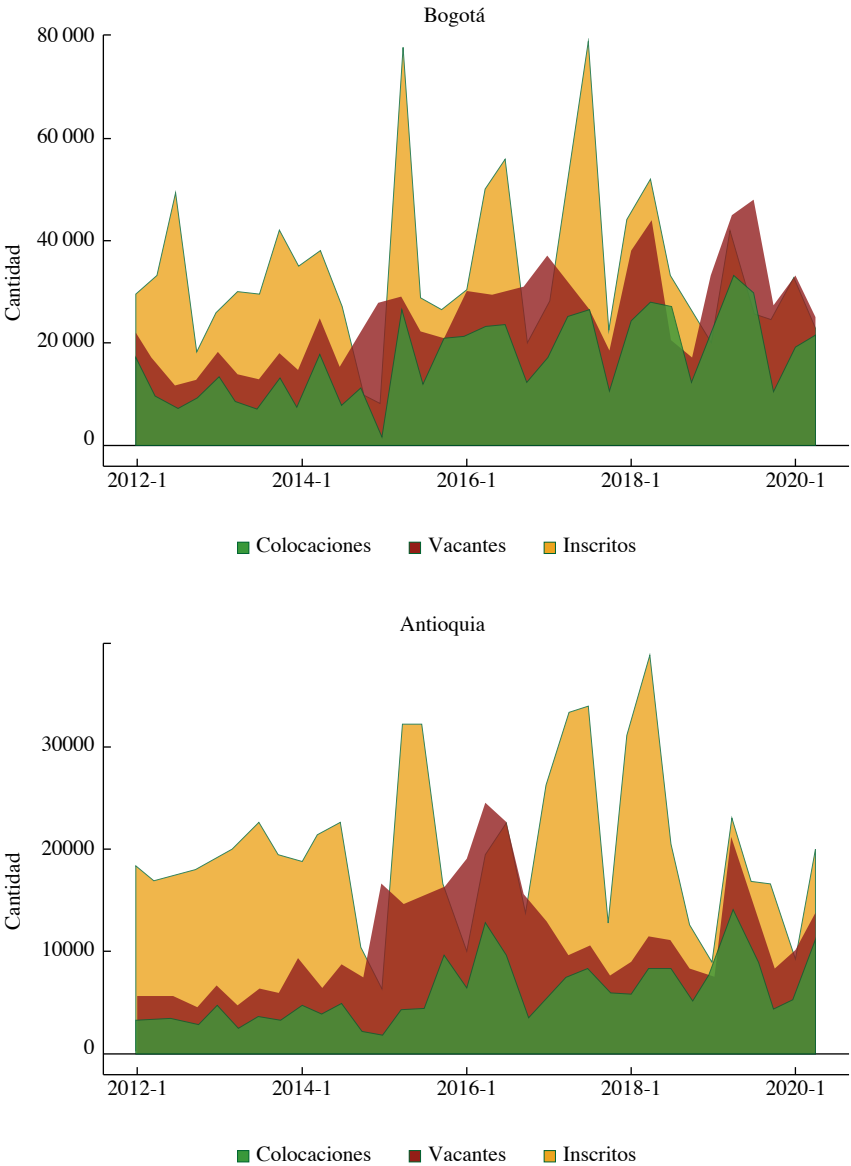 Bogotá
80 000
60 000
40 000
20 000
0
Cantidad
2012-1 2014-1 2016-1 2018-1 2020-1
Colocaciones Vacantes Inscritos
Antioquia
30000
20000
10000
0
Cantidad
2012-1 2014-1 2016-1 2018-1 2020-1
Colocaciones Vacantes Inscritos